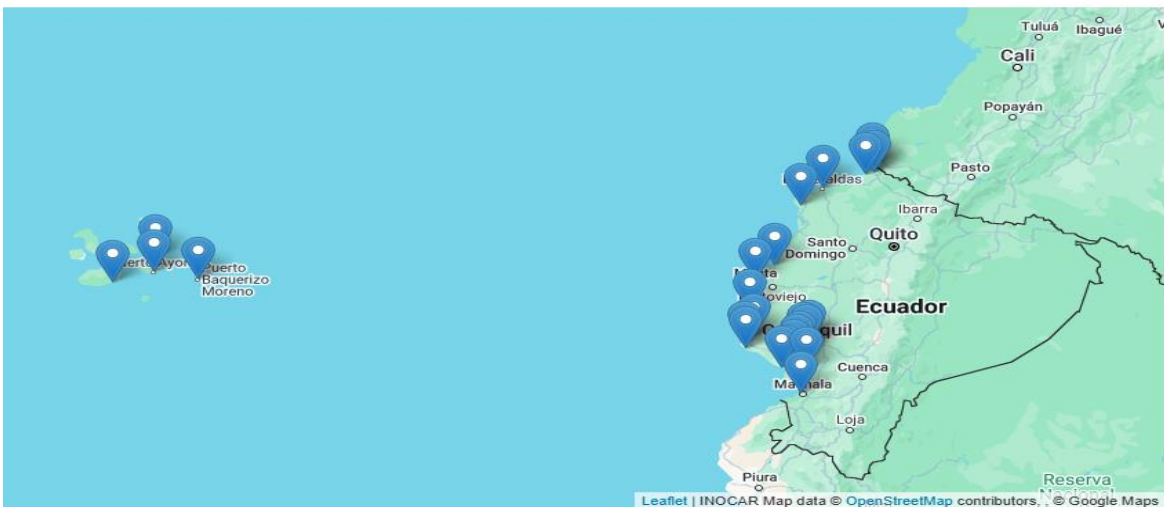 Tuluá
Ibagué
Cali
Popayán
Pasto
Ibarra
Quito
Santo
Domingo
Ecuador
Cuenca
Loja
Piura
Puerto
Baquerizo
Moreno
Reserva
Leaflet | INOCAR Map data © OpenStreetMap contributors, , © Google Maps